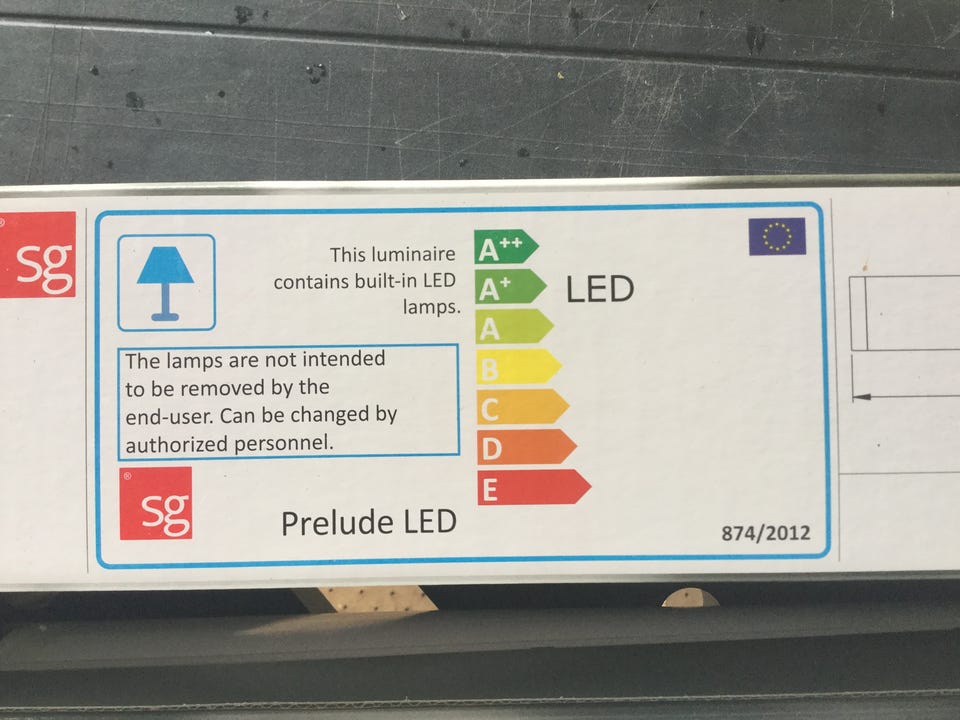 ® sg
This luminaire
contains built-in LED
lamps.
The lamps are not intended
to be removed by the
end-user. Can be changed by
authorized personnel.
® sg
Prelude LED
A++
A+ LED
A
B
C
D
E
874/2012